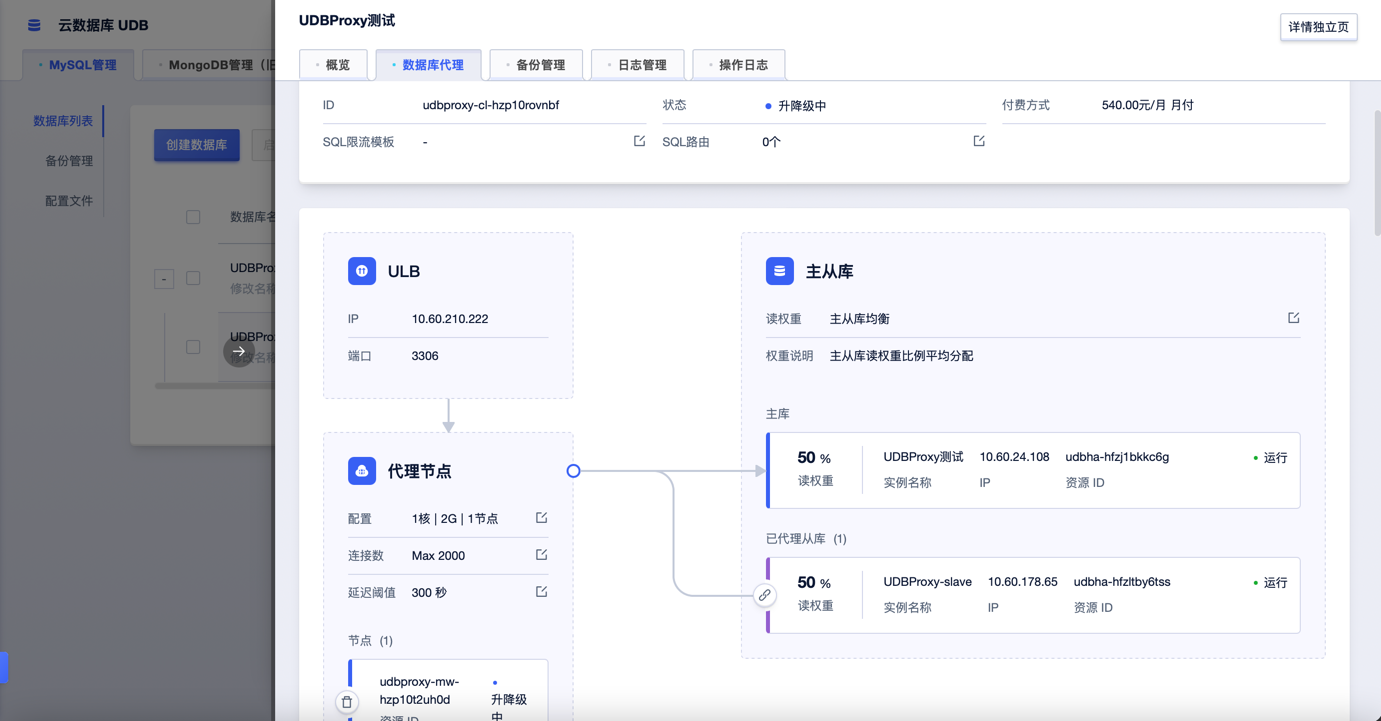 云数据库 UDB
MySQL管理
MongoDB管理（旧
数据库列表
备份管理
配置文件
创建数据库
数据库名
UDBPro
修改名称
UDBPro
修改名称
UDBProxy测试
详情独立页
概览
数据库代理
备份管理
日志管理
操作日志
ID udbproxy-cl-hzp10rovnbf 状态 升降级中 付费方式 540.00元/月 月付
SQL限流模板 - SQL路由 0个
ULB
IP 10.60.210.222
端口 3306
代理节点
配置 1核 | 2G | 1节点
连接数 Max 2000
延迟阈值 300 秒
节点 (1)
udbproxy-mw-
hzp10t2uh0d
资源 ID
升降级
中
主从库
读权重 主从库均衡
权重说明 主从库读权重比例平均分配
主库
50 % UDBProxy测试 10.60.24.108 udbha-hfzj1bkkc6g 运行
读权重 实例名称 IP 资源 ID
已代理从库 (1)
50 % UDBProxy-slave 10.60.178.65 udbha-hfzltby6tss 运行
读权重 实例名称 IP 资源 ID